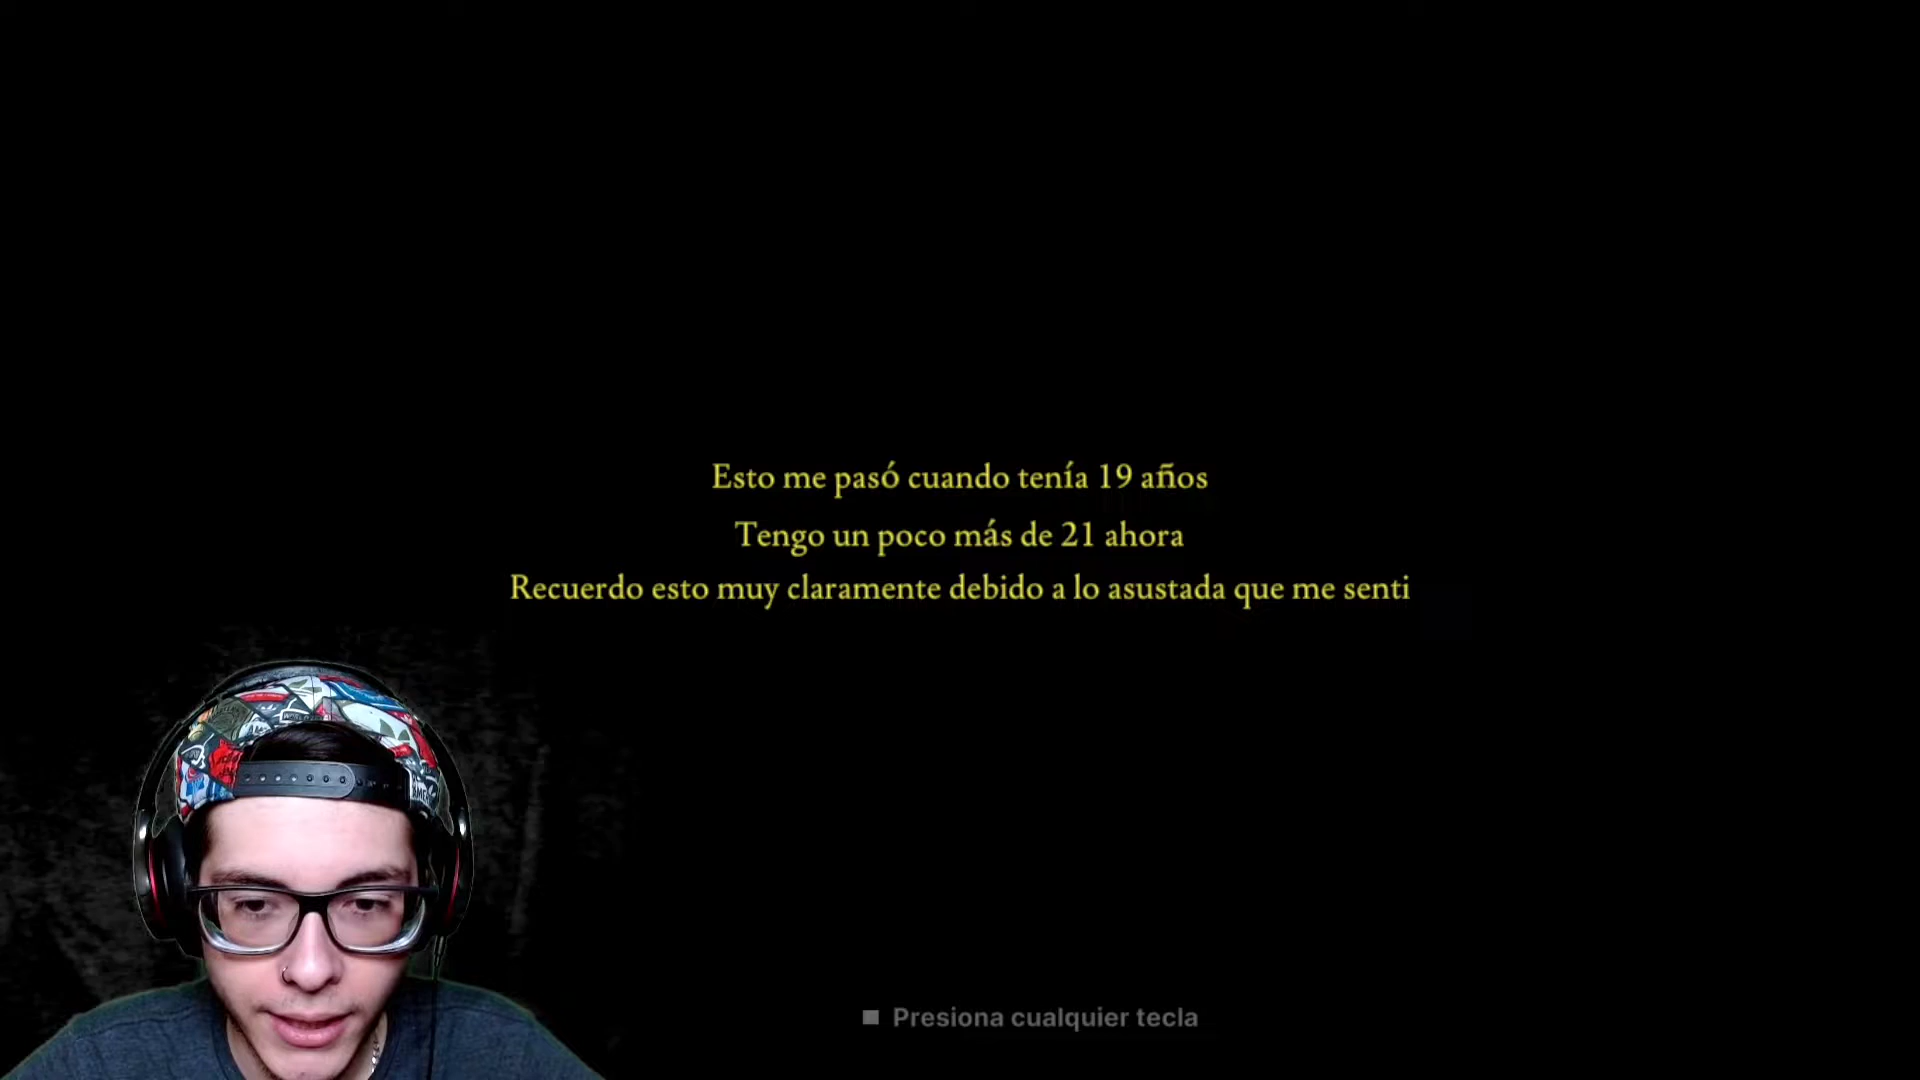 Esto me pasó cuando tenía 19 años
Tengo un poco más de 21 ahora
Recuerdo esto muy claramente debido a lo asustada que me senti
Presiona cualquier tecla